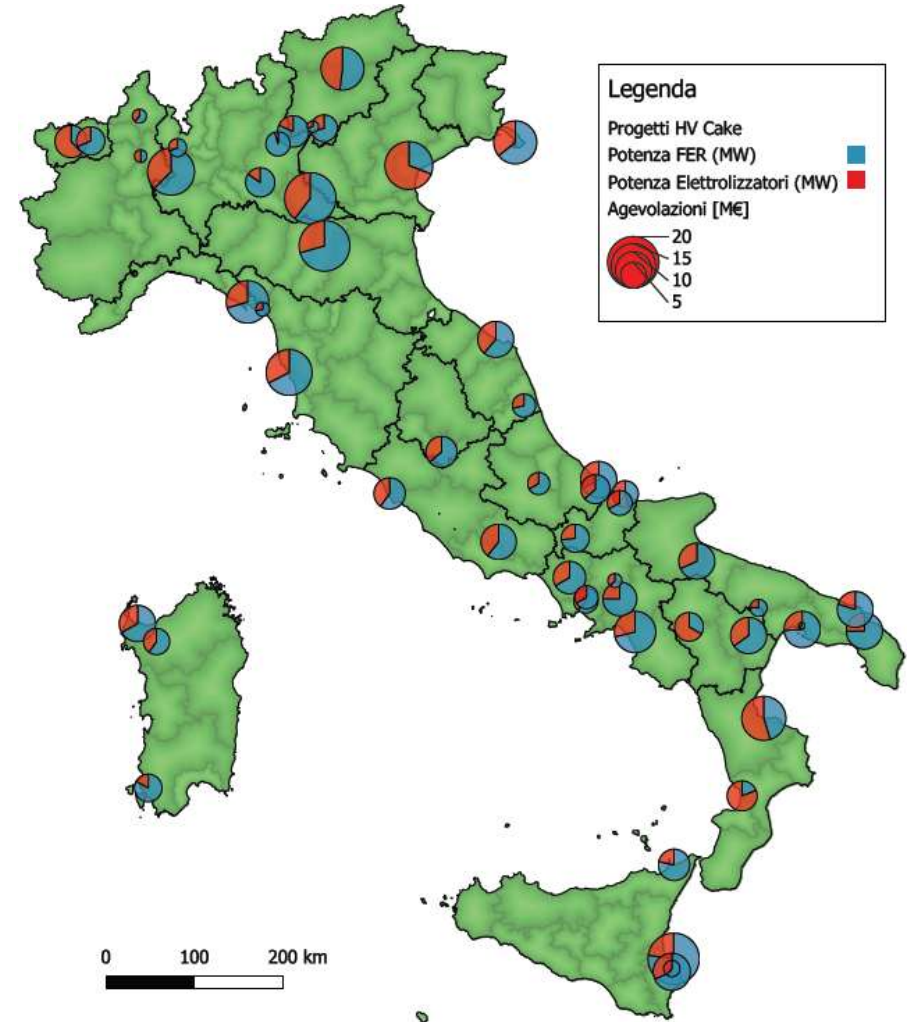 Legenda
Progetti HV Cake
Potenza FER (MW)
Potenza Elettrolizzatori (MW)
Agevolazioni [M€]
20
15
10
5
0 100 200 km